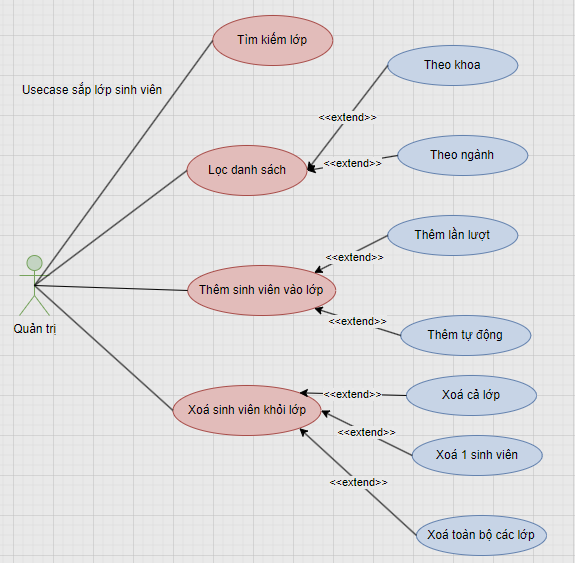 Tìm kiếm lớp
Theo khoa
Usecase sắp lớp sinh viên
<<extend>>
Theo ngành
<<extend>>
Lọc danh sách
Thêm lần lượt
<<extend>>
Thêm sinh viên vào lớp
Quản trị
<<extend>>
Thêm tự động
Xoá cả lớp
<<extend>>
Xoá sinh viên khỏi lớp
<<extend>>
Xoá 1 sinh viên
<<extend>>
Xoá toàn bộ các lớp